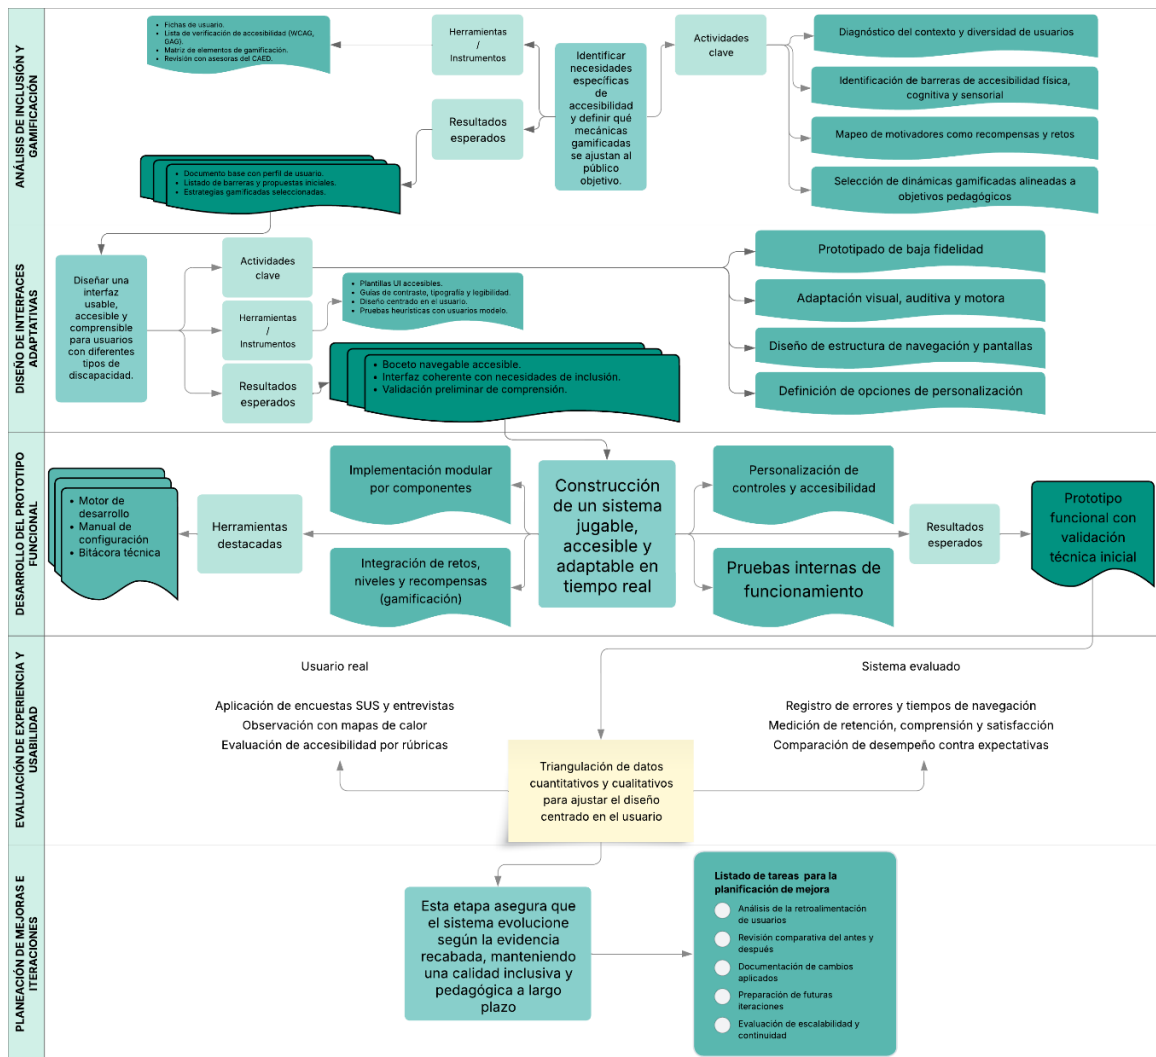 ANÁLISIS DE INCLUSIÓN Y
GAMIFICACIÓN
• Fichas de usuario.
• Lista de verificación de accesibilidad (WCAG,
GAG).
• Matriz de elementos de gamificación.
• Revisión con asesoras del CAED.
Herramientas
/
Instrumentos
Resultados
esperados
• Documento base con perfil de usuario.
• Listado de barreras y propuestas iniciales.
• Estrategias gamificadas seleccionadas.
Identificar
necesidades
específicas
de
accesibilidad
y definir qué
mecánicas
gamificadas
se ajustan al
público
objetivo.
Actividades
clave
Diagnóstico del contexto y diversidad de usuarios
Identificación de barreras de accesibilidad física,
cognitiva y sensorial
Mapeo de motivadores como recompensas y retos
Selección de dinámicas gamificadas alineadas a
objetivos pedagógicos
DISEÑO DE INTERFACES
ADAPTATIVAS
Diseñar una
interfaz
usable,
accesible y
comprensible
para usuarios
con diferentes
tipos de
discapacidad.
Actividades
clave
Herramientas
/
Instrumentos
Resultados
esperados
• Plantillas UI accesibles.
• Guías de contraste, tipografía y legibilidad.
• Diseño centrado en el usuario.
• Pruebas heurísticas con usuarios modelo.
• Boceto navegable accesible.
• Interfaz coherente con necesidades de inclusión.
• Validación preliminar de comprensión.
Prototipado de baja fidelidad
Adaptación visual, auditiva y motora
Diseño de estructura de navegación y pantallas
Definición de opciones de personalización
DESARROLLO DEL PROTOTIPO
FUNCIONAL
• Motor de
desarrollo
• Manual de
configuración
• Bitácora técnica
Herramientas
destacadas
Implementación modular
por componentes
Integración de retos,
niveles y recompensas
(gamificación)
Construcción
de un sistema
jugable,
accesible y
adaptable en
tiempo real
Personalización de
controles y accesibilidad
Pruebas internas de
funcionamiento
Resultados
esperados
Prototipo
funcional con
validación
técnica inicial
EVALUACIÓN DE EXPERIENCIA Y
USABILIDAD
Usuario real
Aplicación de encuestas SUS y entrevistas
Observación con mapas de calor
Evaluación de accesibilidad por rúbricas
Sistema evaluado
Registro de errores y tiempos de navegación
Medición de retención, comprensión y satisfacción
Comparación de desempeño contra expectativas
Triangulación de datos
cuantitativos y cualitativos
para ajustar el diseño
centrado en el usuario
PLANEACIÓN DE MEJORAS E
ITERACIONES
Esta etapa asegura que
el sistema evolucione
según la evidencia
recabada, manteniendo
una calidad inclusiva y
pedagógica a largo
plazo
Listado de tareas para la
planificación de mejora
Análisis de la retroalimentación
de usuarios
Revisión comparativa del antes y
después
Documentación de cambios
aplicados
Preparación de futuras
iteraciones
Evaluación de escalabilidad y
continuidad